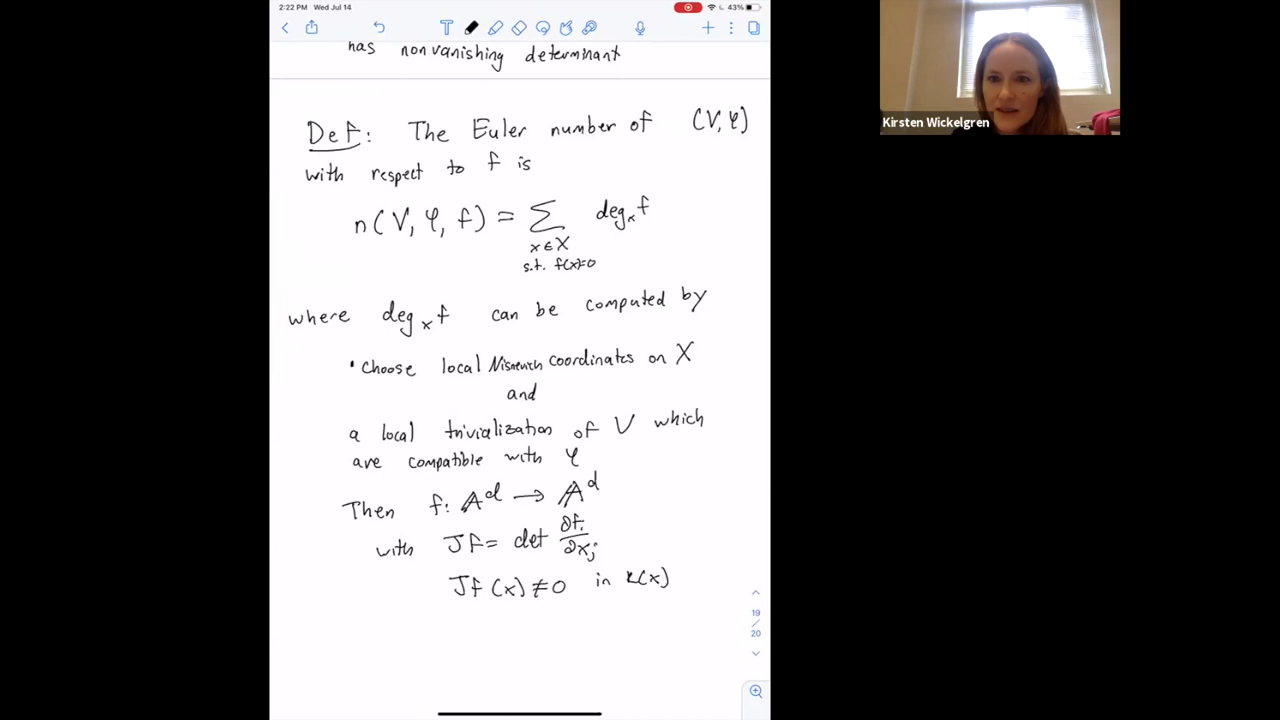 2:22 PM Wed Jul 14
43%
has nonvanishing determinant
Def: The Euler number of (V, φ)
with respect to f is
n(V, φ, f) = ∑ deg_x f
x ∈ X
s.t. f(x)=0
where deg_x f can be computed by
• Choose local Nisnevich coordinates on X
and
a local trivialization of V which
are compatible with φ
Then f: 𝔸^d → 𝔸^d
with Jf = det ∂f_i/∂x_j
Jf(x) ≠ 0 in k(x)
19
/
20
Kirsten Wickelgren